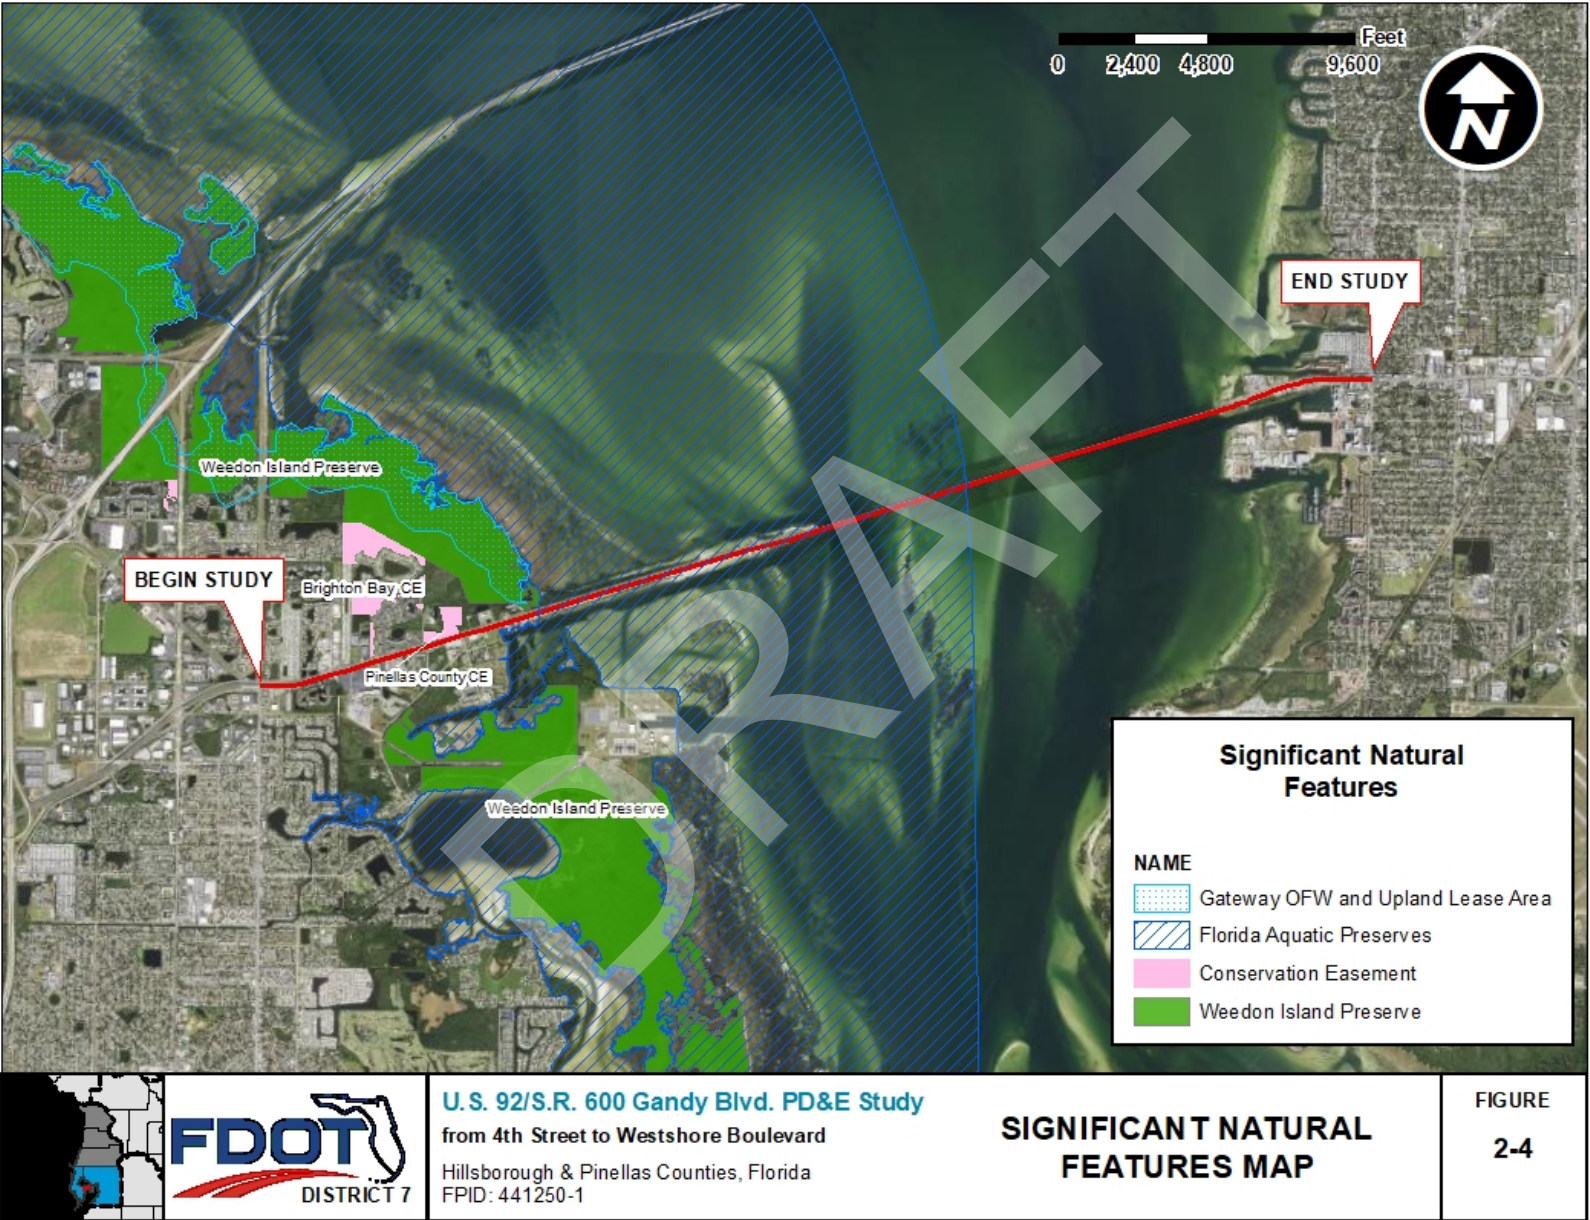 Feet
0 2,400 4,800 9,600
N
END STUDY
Weedon Island Preserve
BEGIN STUDY
Brighton Bay CE
Pinellas County CE
Weedon Island Preserve
DRAFT
Significant Natural
Features
NAME
Gateway OFW and Upland Lease Area
Florida Aquatic Preserves
Conservation Easement
Weedon Island Preserve
FDOT
DISTRICT 7
U.S. 92/S.R. 600 Gandy Blvd. PD&E Study
from 4th Street to Westshore Boulevard
Hillsborough & Pinellas Counties, Florida
FPID: 441250-1
SIGNIFICANT NATURAL
FEATURES MAP
FIGURE
2-4